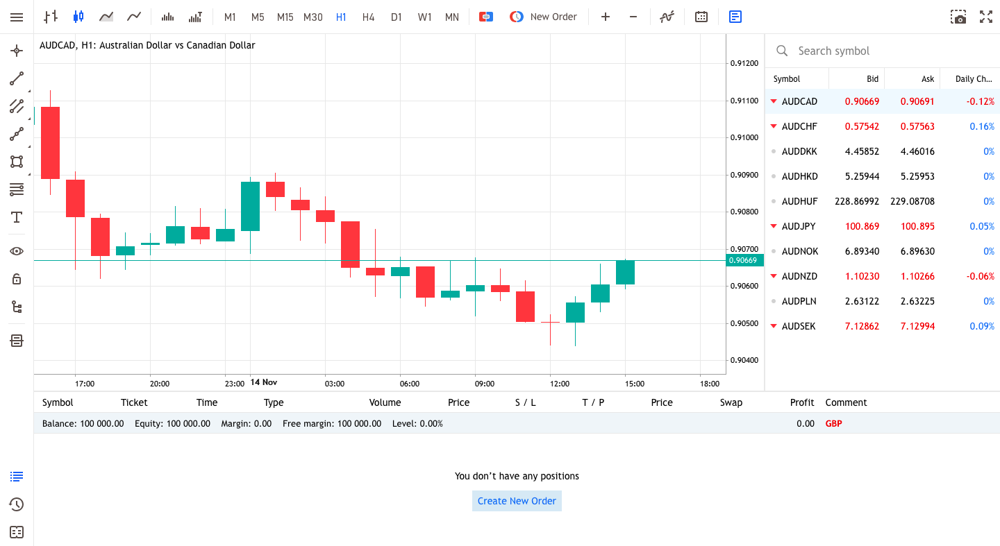 M1 M5 M15 M30 H1 H4 D1 W1 MN New Order
AUDCAD, H1: Australian Dollar vs Canadian Dollar
0.91200
0.91100
0.91000
0.90900
0.90800
0.90700
0.90669
0.90600
0.90500
0.90400
17:00 20:00 23:00 14 Nov 03:00 06:00 09:00 12:00 15:00 18:00
Search symbol
Symbol Bid Ask Daily Ch...
AUDCAD 0.90669 0.90691 -0.12%
AUDCHF 0.57542 0.57563 0.16%
AUDDKK 4.45852 4.46016 0%
AUDHKD 5.25944 5.25953 0%
AUDHUF 228.86992 229.08708 0%
AUDJPY 100.869 100.895 0.05%
AUDNOK 6.89340 6.89630 0%
AUDNZD 1.10230 1.10266 -0.06%
AUDPLN 2.63122 2.63225 0%
AUDSEK 7.12862 7.12994 0.09%
Symbol Ticket Time Type Volume Price S / L T / P Price Swap Profit Comment
Balance: 100 000.00 Equity: 100 000.00 Margin: 0.00 Free margin: 100 000.00 Level: 0.00% 0.00 GBP
You don’t have any positions
Create New Order